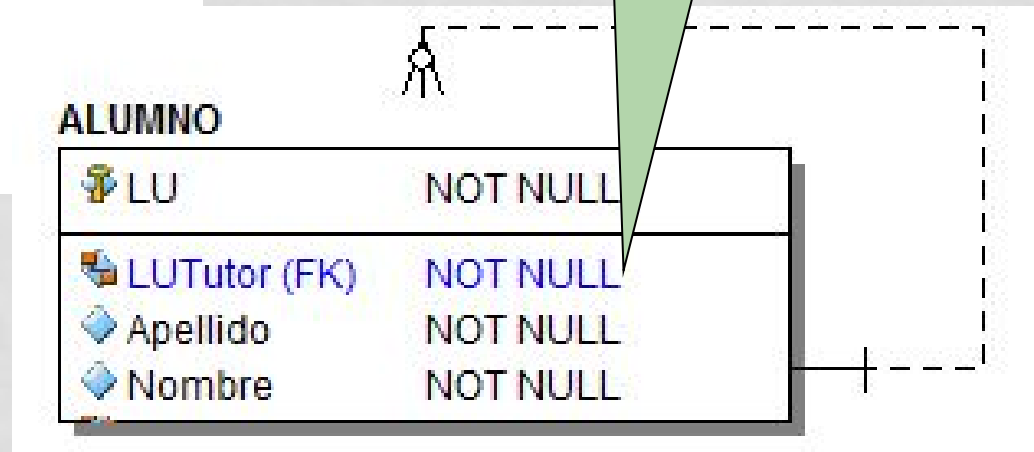 ALUMNO
LU NOT NULL
LUTutor (FK) NOT NULL
Apellido NOT NULL
Nombre NOT NULL